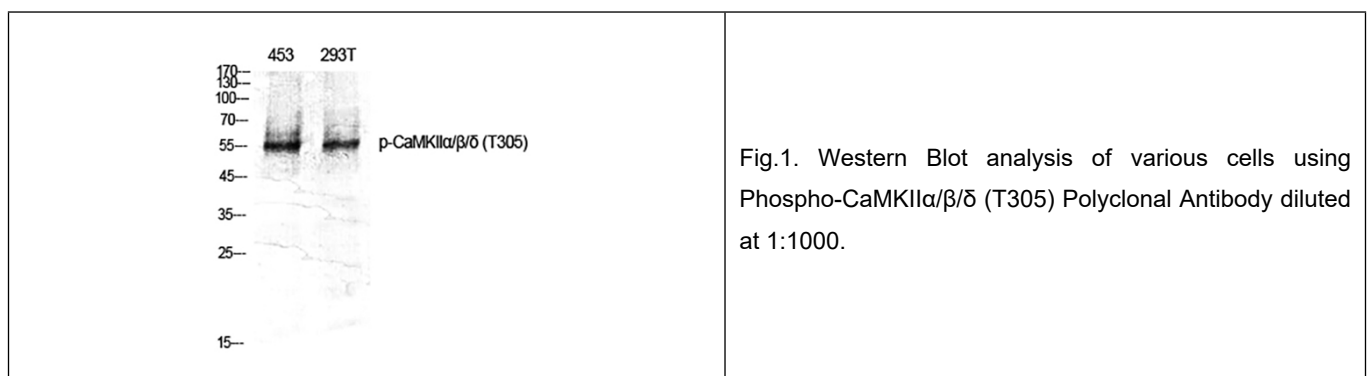 453 293T
170—
130—
100—
70—
55— p-CaMKIIα/β/δ (T305)
45—
35—
25—
15—
Fig.1. Western Blot analysis of various cells using
Phospho-CaMKIIα/β/δ (T305) Polyclonal Antibody diluted
at 1:1000.